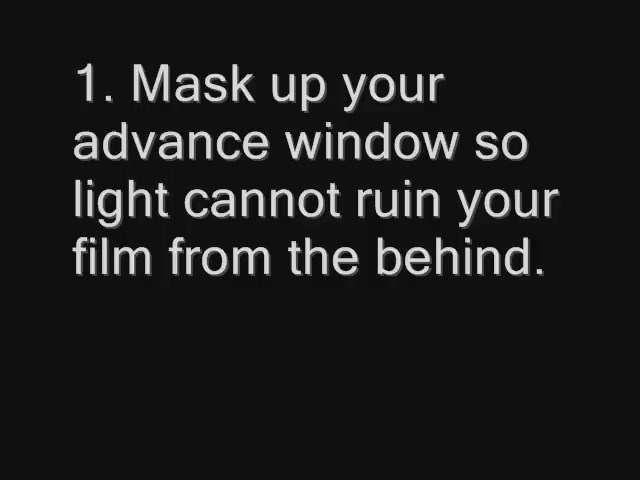 1. Mask up your
advance window so
light cannot ruin your
film from the behind.